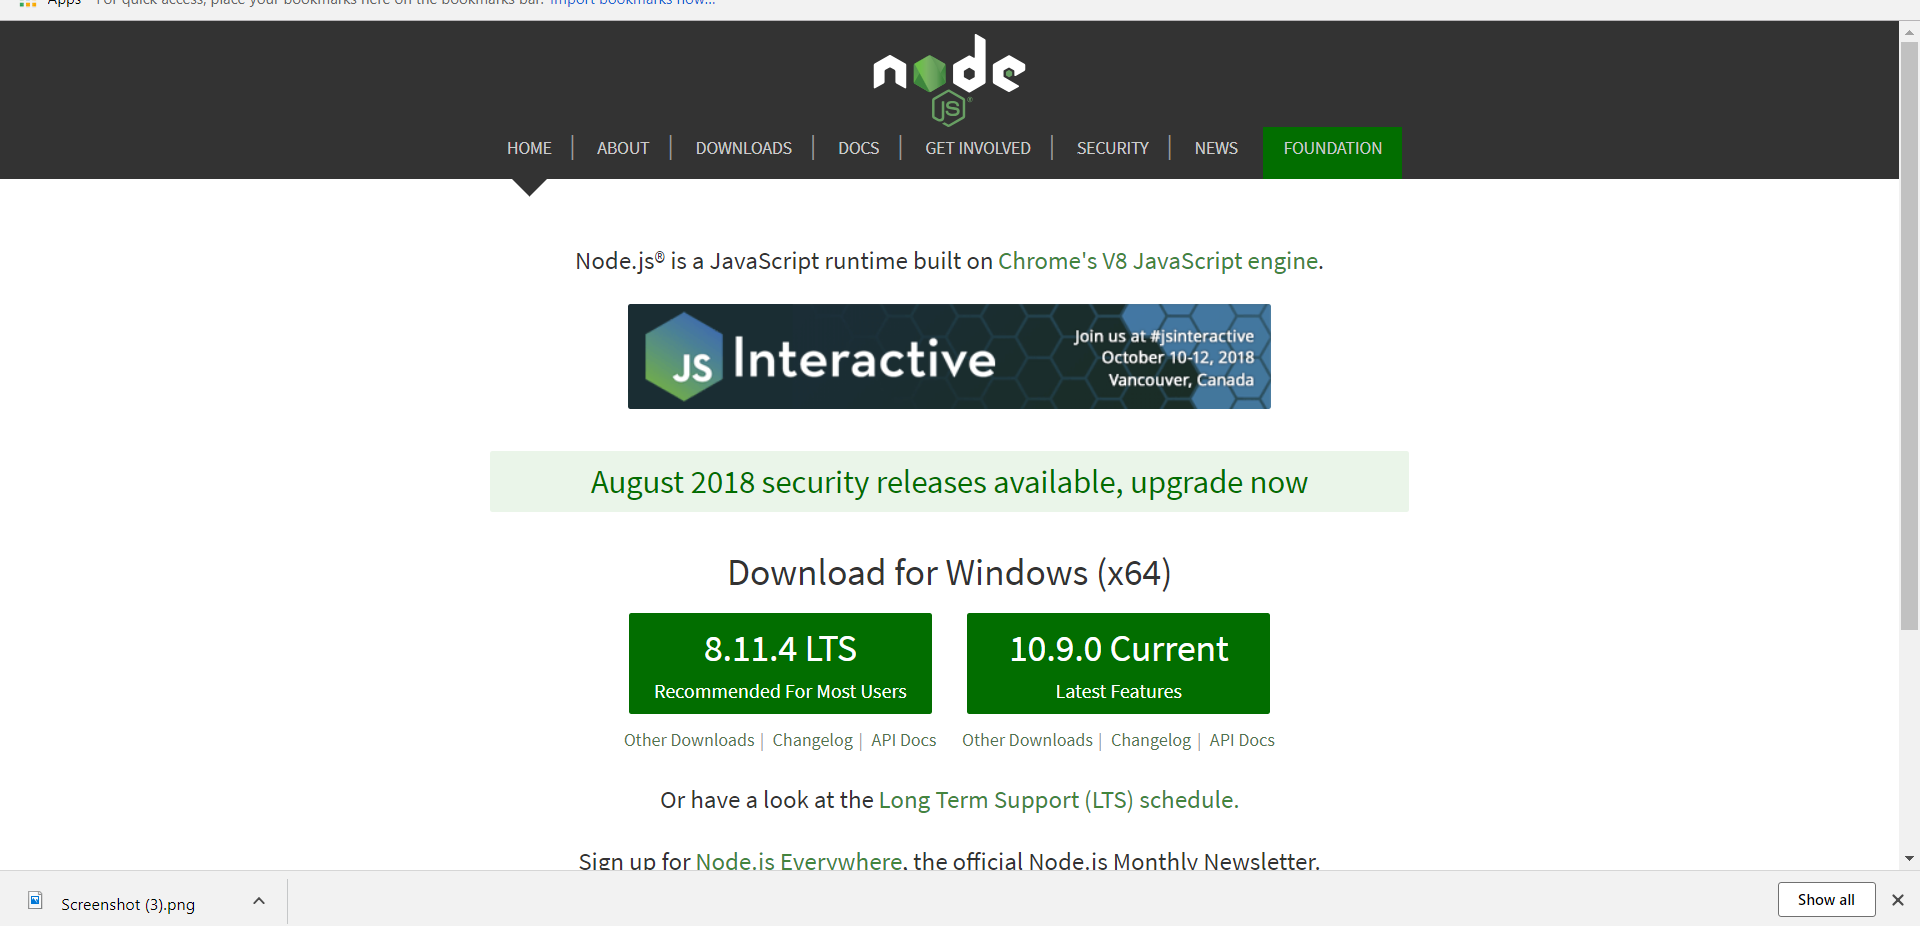 Apps For quick access, place your bookmarks here on the bookmarks bar. Import bookmarks now...
node
JS®
HOME | ABOUT | DOWNLOADS | DOCS | GET INVOLVED | SECURITY | NEWS FOUNDATION
Node.js® is a JavaScript runtime built on Chrome's V8 JavaScript engine.
JS Interactive
Join us at #jsinteractive
October 10-12, 2018
Vancouver, Canada
August 2018 security releases available, upgrade now
Download for Windows (x64)
8.11.4 LTS
Recommended For Most Users
10.9.0 Current
Latest Features
Other Downloads | Changelog | API Docs
Other Downloads | Changelog | API Docs
Or have a look at the Long Term Support (LTS) schedule.
Sign up for Node.js Everywhere, the official Node.js Monthly Newsletter.
Screenshot (3).png
Show all